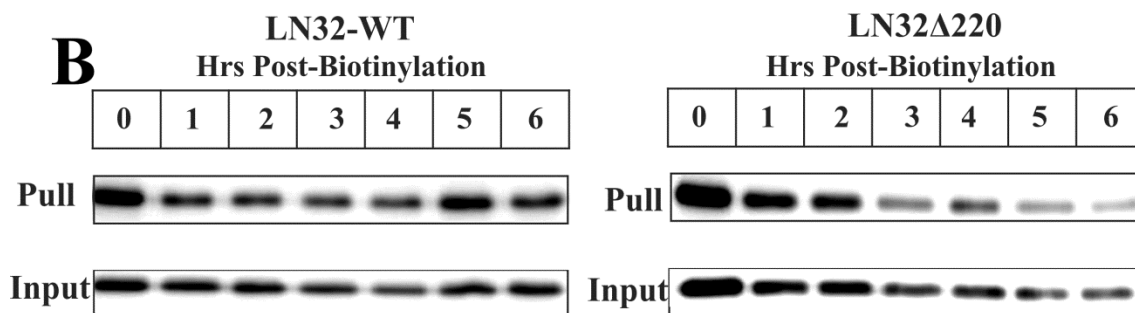 B
LN32-WT
Hrs Post-Biotinylation
0 1 2 3 4 5 6
Pull
Input
LN32Δ220
Hrs Post-Biotinylation
0 1 2 3 4 5 6
Pull
Input